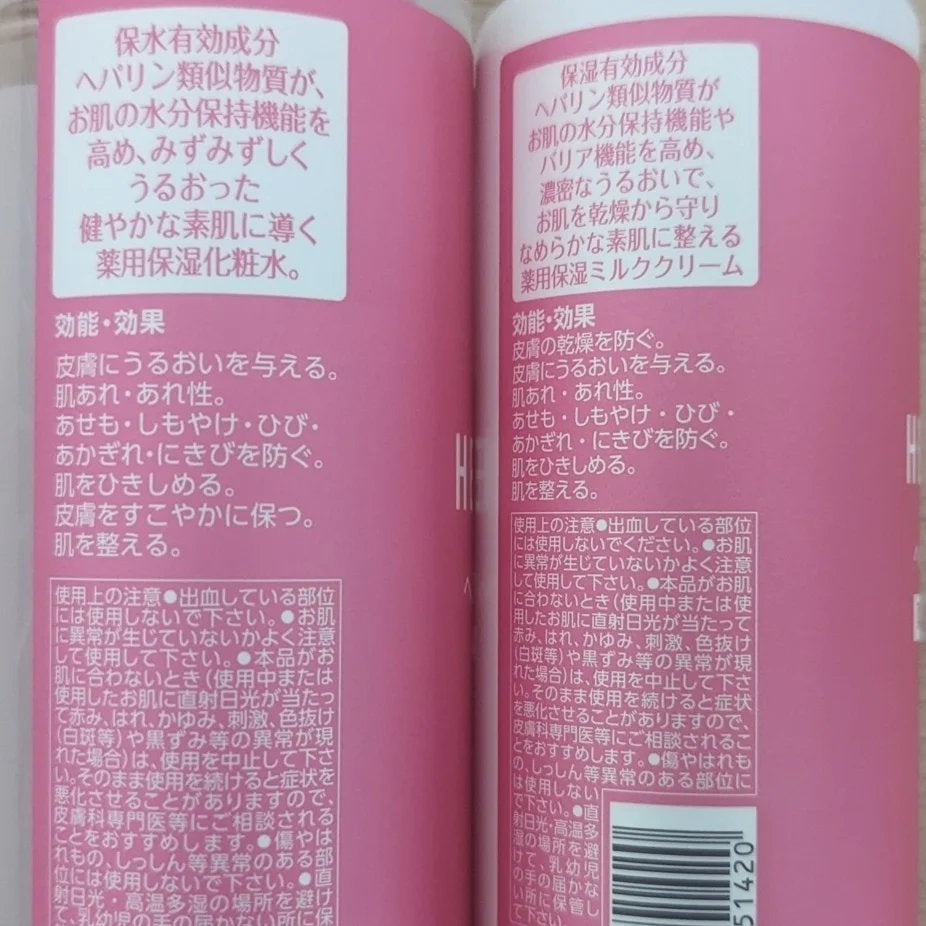 保水有効成分
ヘパリン類似物質が、
お肌の水分保持機能を
高め、みずみずしく
うるおった
健やかな素肌に導く
薬用保湿化粧水。
効能・効果
皮膚にうるおいを与える。
肌あれ・あれ性。
あせも・しもやけ・ひび・
あかぎれ・にきびを防ぐ。
肌をひきしめる。
皮膚をすこやかに保つ。
肌を整える。
使用上の注意●出血している部位
には使用しないで下さい。●お肌
に異常が生じていないかよく注意
して使用して下さい。●本品がお
肌に合わないとき(使用中または
使用したお肌に直射日光が当たっ
て赤み、はれ、かゆみ、刺激、色抜け
(白斑等)や黒ずみ等の異常が現
れた場合)は、使用を中止して下さ
い。そのまま使用を続けると症状を
悪化させることがありますので、
皮膚科専門医等にご相談される
ことをおすすめします。●傷やは
れもの、しっしん等異常のある部
位には使用しないで下さい。●直
射日光・高温多湿の場所を避け
て、乳幼児の手の届かない所に保
保湿有効成分
ヘパリン類似物質が
お肌の水分保持機能や
バリア機能を高め、
濃密なうるおいで、
お肌を乾燥から守り
なめらかな素肌に整える
薬用保湿ミルククリーム
効能・効果
皮膚の乾燥を防ぐ。
皮膚にうるおいを与える。
肌あれ・あれ性。
あせも・しもやけ・ひび・
あかぎれ・にきびを防ぐ。
肌をひきしめる。
肌を整える。
使用上の注意●出血している部位
には使用しないでください。●お肌
に異常が生じていないかよく注意
して使用して下さい。●本品がお肌
に合わないとき(使用中または使
用したお肌に直射日光が当たって
赤み、はれ、かゆみ、刺激、色抜け
(白斑等)や黒ずみ等の異常が現
れた場合)は、使用を中止して下さ
い。そのまま使用を続けると症状
を悪化させることがありますので、
皮膚科専門医等にご相談されるこ
とをおすすめします。●傷やはれも
の、しっしん等異常のある部位に
は使用しない
で下さい。●直
射日光・高温多
湿の場所を避
けて、乳幼児
の手の届かな
い所に保管し
て下さい
51420